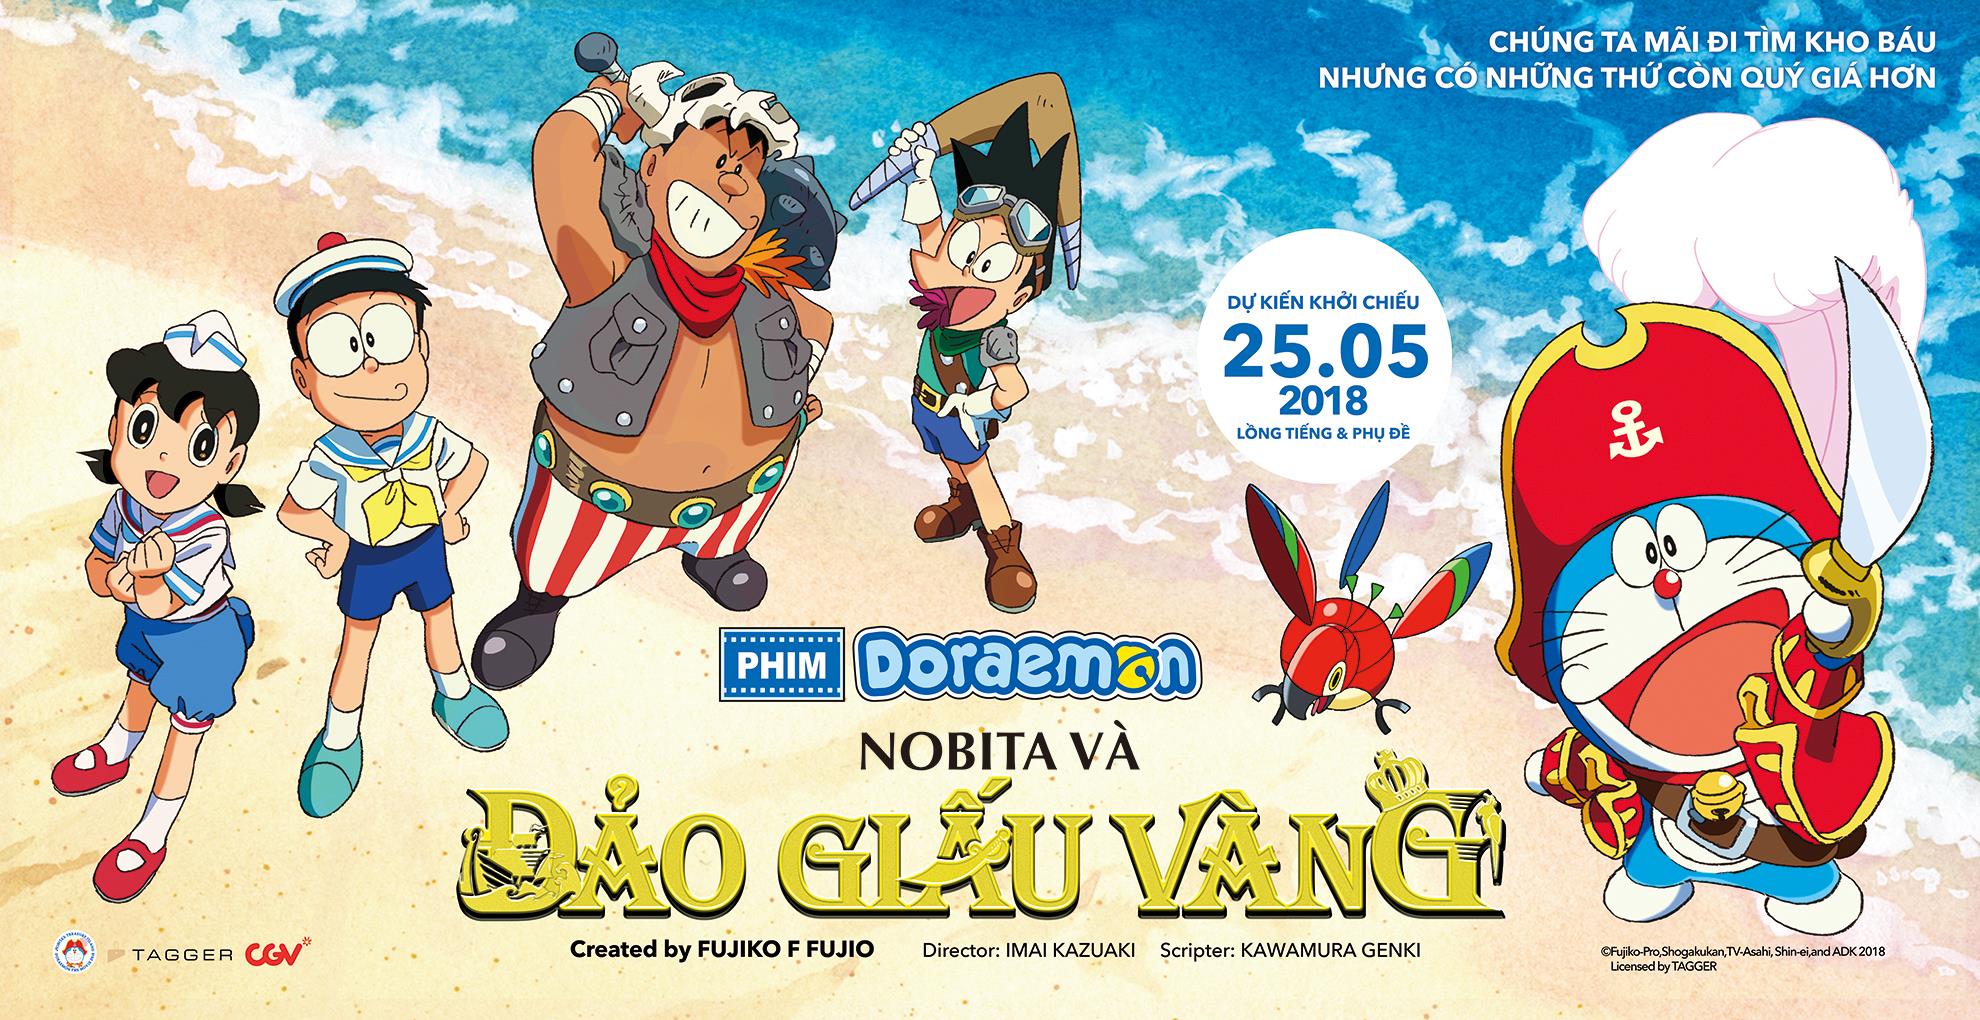 CHÚNG TA MÃI ĐI TÌM KHO BÁU
NHƯNG CÓ NHỮNG THỨ CÒN QUÝ GIÁ HƠN
DỰ KIẾN KHỞI CHIẾU
25.05
2018
LỒNG TIẾNG & PHỤ ĐỀ
PHIM Doraemon
NOBITA VÀ
ĐẢO GIẤU VÀNG
Created by FUJIKO F FUJIO Director: IMAI KAZUAKI Scripter: KAWAMURA GENKI
TAGGER CGV
©Fujiko-Pro,Shogakukan,TV-Asahi, Shin-ei,and ADK 2018
Licensed by TAGGER